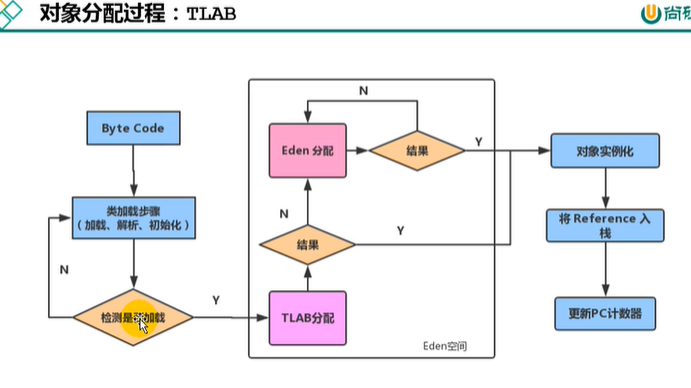 对象分配过程：TLAB
尚硅
Byte Code
类加载步骤
（加载、解析、初始化）
N
检测是否加载
Y
N
Eden 分配
结果
Y
N
结果
Y
TLAB分配
Eden空间
对象实例化
将 Reference 入
栈
更新PC计数器